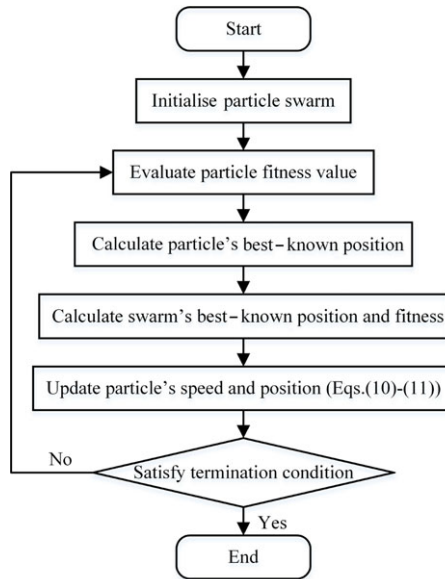 Start
Initialise particle swarm
Evaluate particle fitness value
Calculate particle's best-known position
Calculate swarm's best-known position and fitness
Update particle's speed and position (Eqs.(10)-(11))
Satisfy termination condition
No
Yes
End